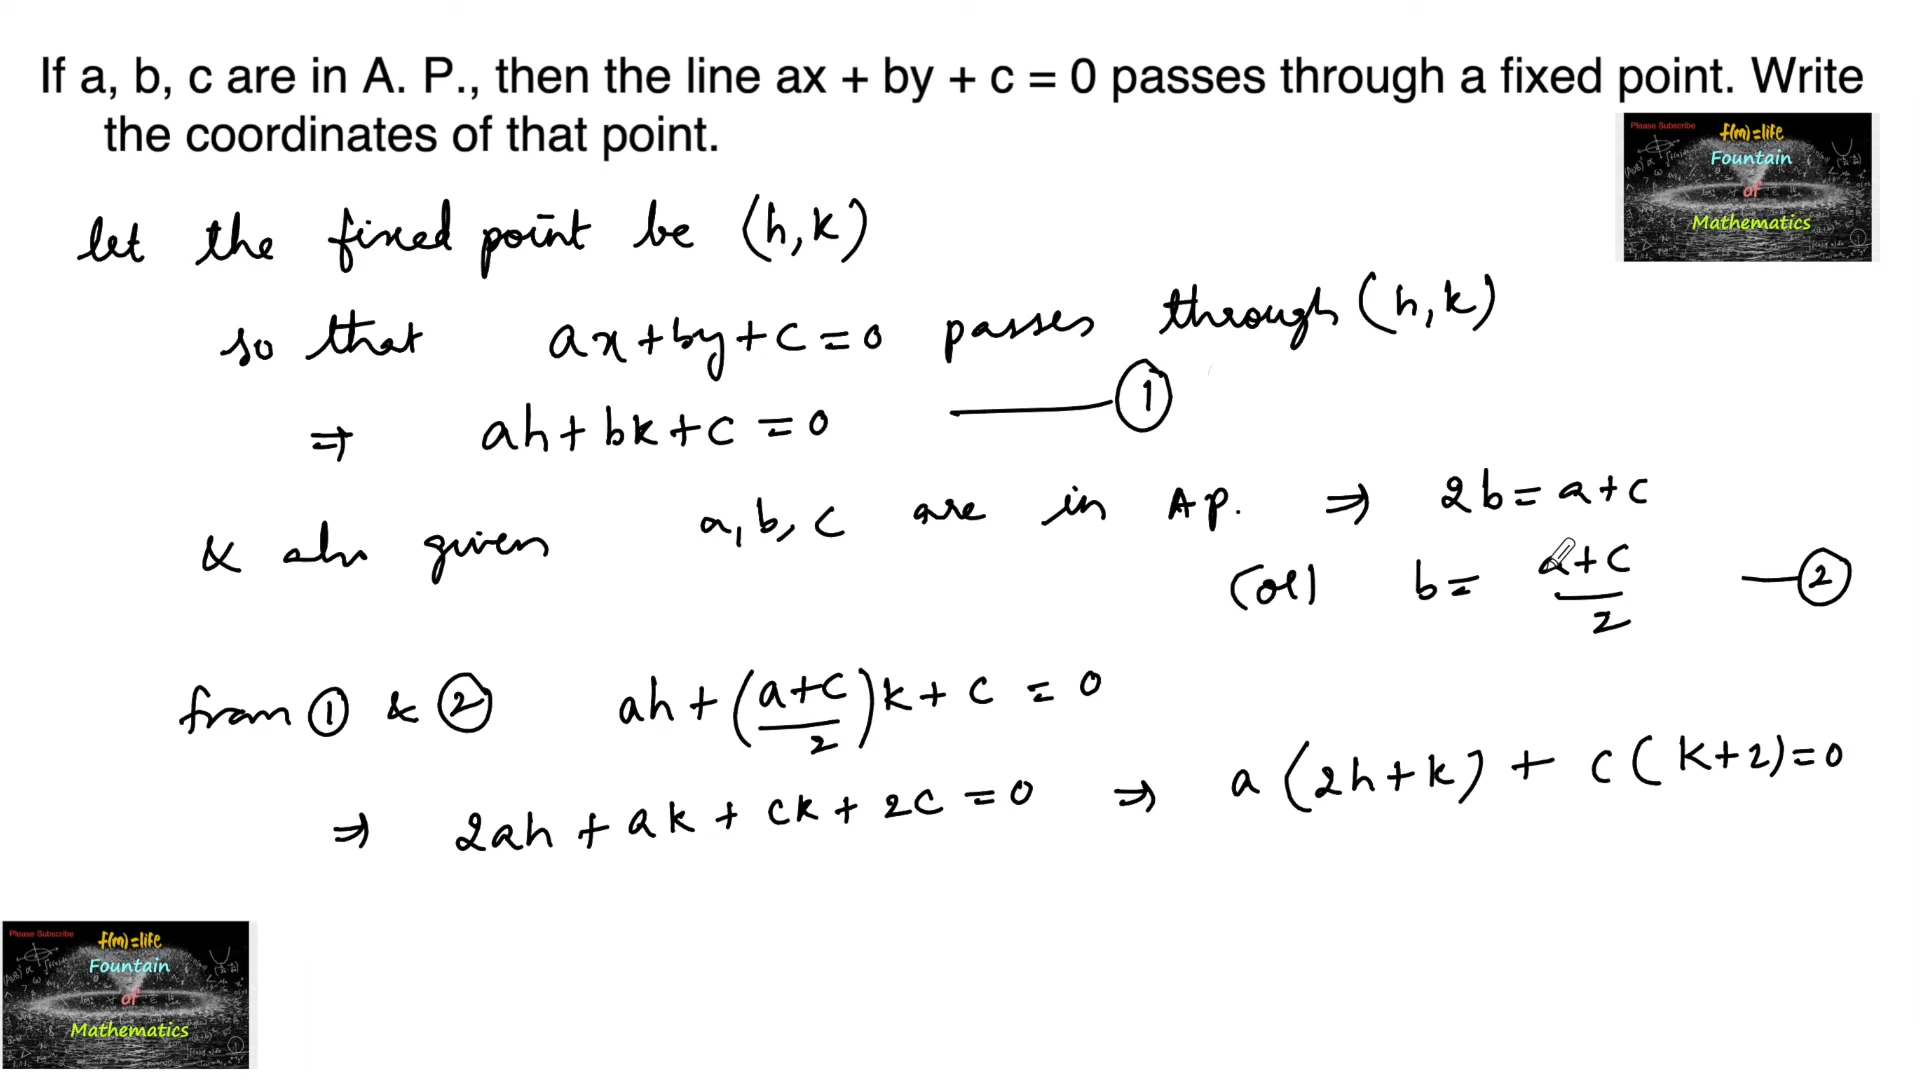 If a, b, c are in A. P., then the line ax + by + c = 0 passes through a fixed point. Write
the coordinates of that point.
Please Subscribe
f(m)=life
Fountain
of
Mathematics
let the fixed point be (h,k)
so that ax+by+c=0 passes through (h,k)
⇒ ah+bk+c=0 —— ①
& also given a, b, c are in A P. ⇒ 2b=a+c
(or) b= a+c/2 — ②
from ① & ② ah+(a+c/2)k+c=0
⇒ 2ah+ak+ck+2c=0 ⇒ a(2h+k)+c(k+2)=0
Please Subscribe
f(m)=life
Fountain
of
Mathematics